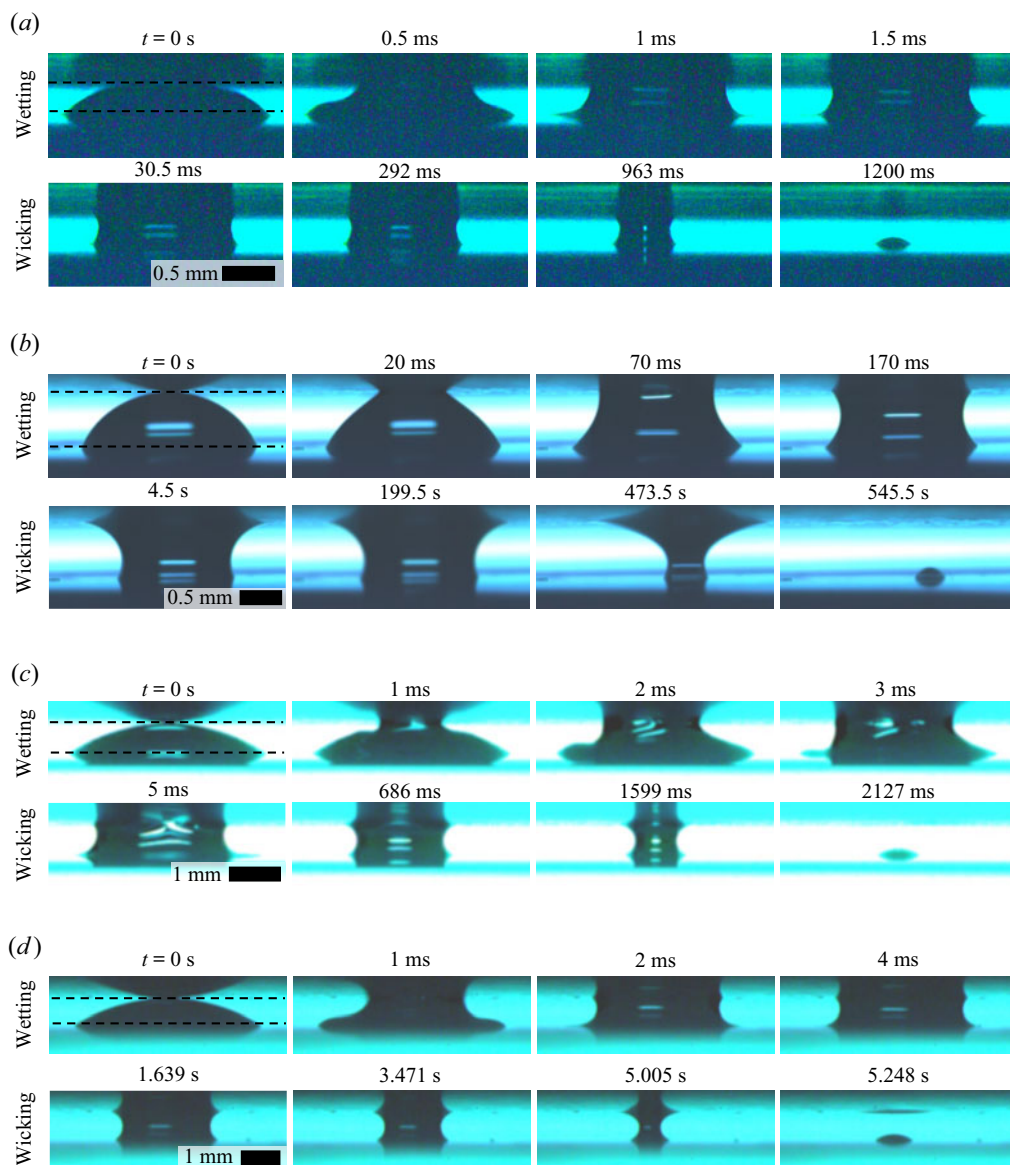 (a)
t = 0 s 0.5 ms 1 ms 1.5 ms
Wetting
30.5 ms 292 ms 963 ms 1200 ms
Wicking
0.5 mm
(b)
t = 0 s 20 ms 70 ms 170 ms
Wetting
4.5 s 199.5 s 473.5 s 545.5 s
Wicking
0.5 mm
(c)
t = 0 s 1 ms 2 ms 3 ms
Wetting
5 ms 686 ms 1599 ms 2127 ms
Wicking
1 mm
(d)
t = 0 s 1 ms 2 ms 4 ms
Wetting
1.639 s 3.471 s 5.005 s 5.248 s
Wicking
1 mm